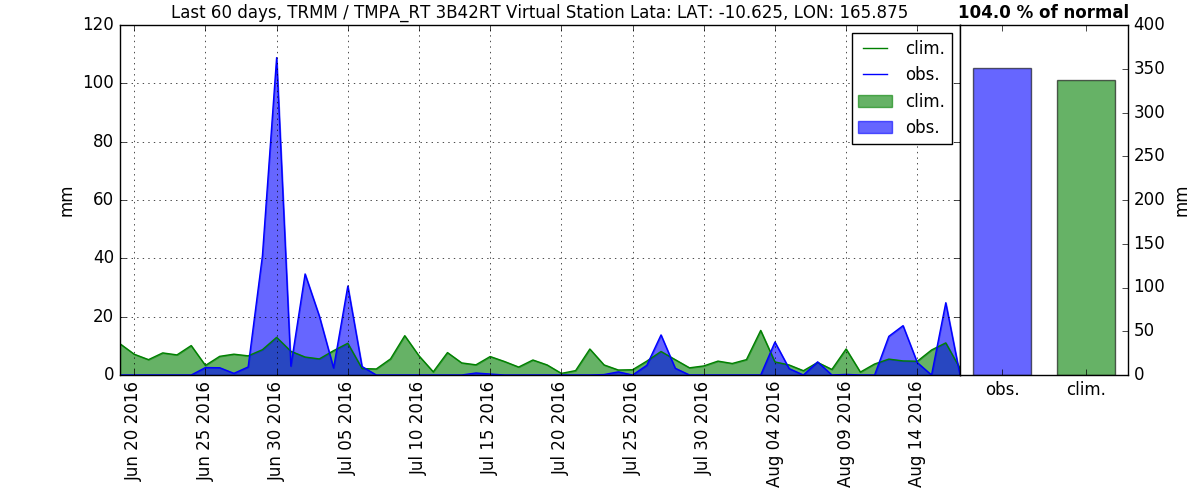 Last 60 days, TRMM / TMPA_RT 3B42RT Virtual Station Lata: LAT: -10.625, LON: 165.875
104.0 % of normal
120
100
80
60
40
20
0
mm
clim.
obs.
clim.
obs.
400
350
300
250
200
150
100
50
0
mm
Jun 20 2016
Jun 25 2016
Jun 30 2016
Jul 05 2016
Jul 10 2016
Jul 15 2016
Jul 20 2016
Jul 25 2016
Jul 30 2016
Aug 04 2016
Aug 09 2016
Aug 14 2016
obs.
clim.